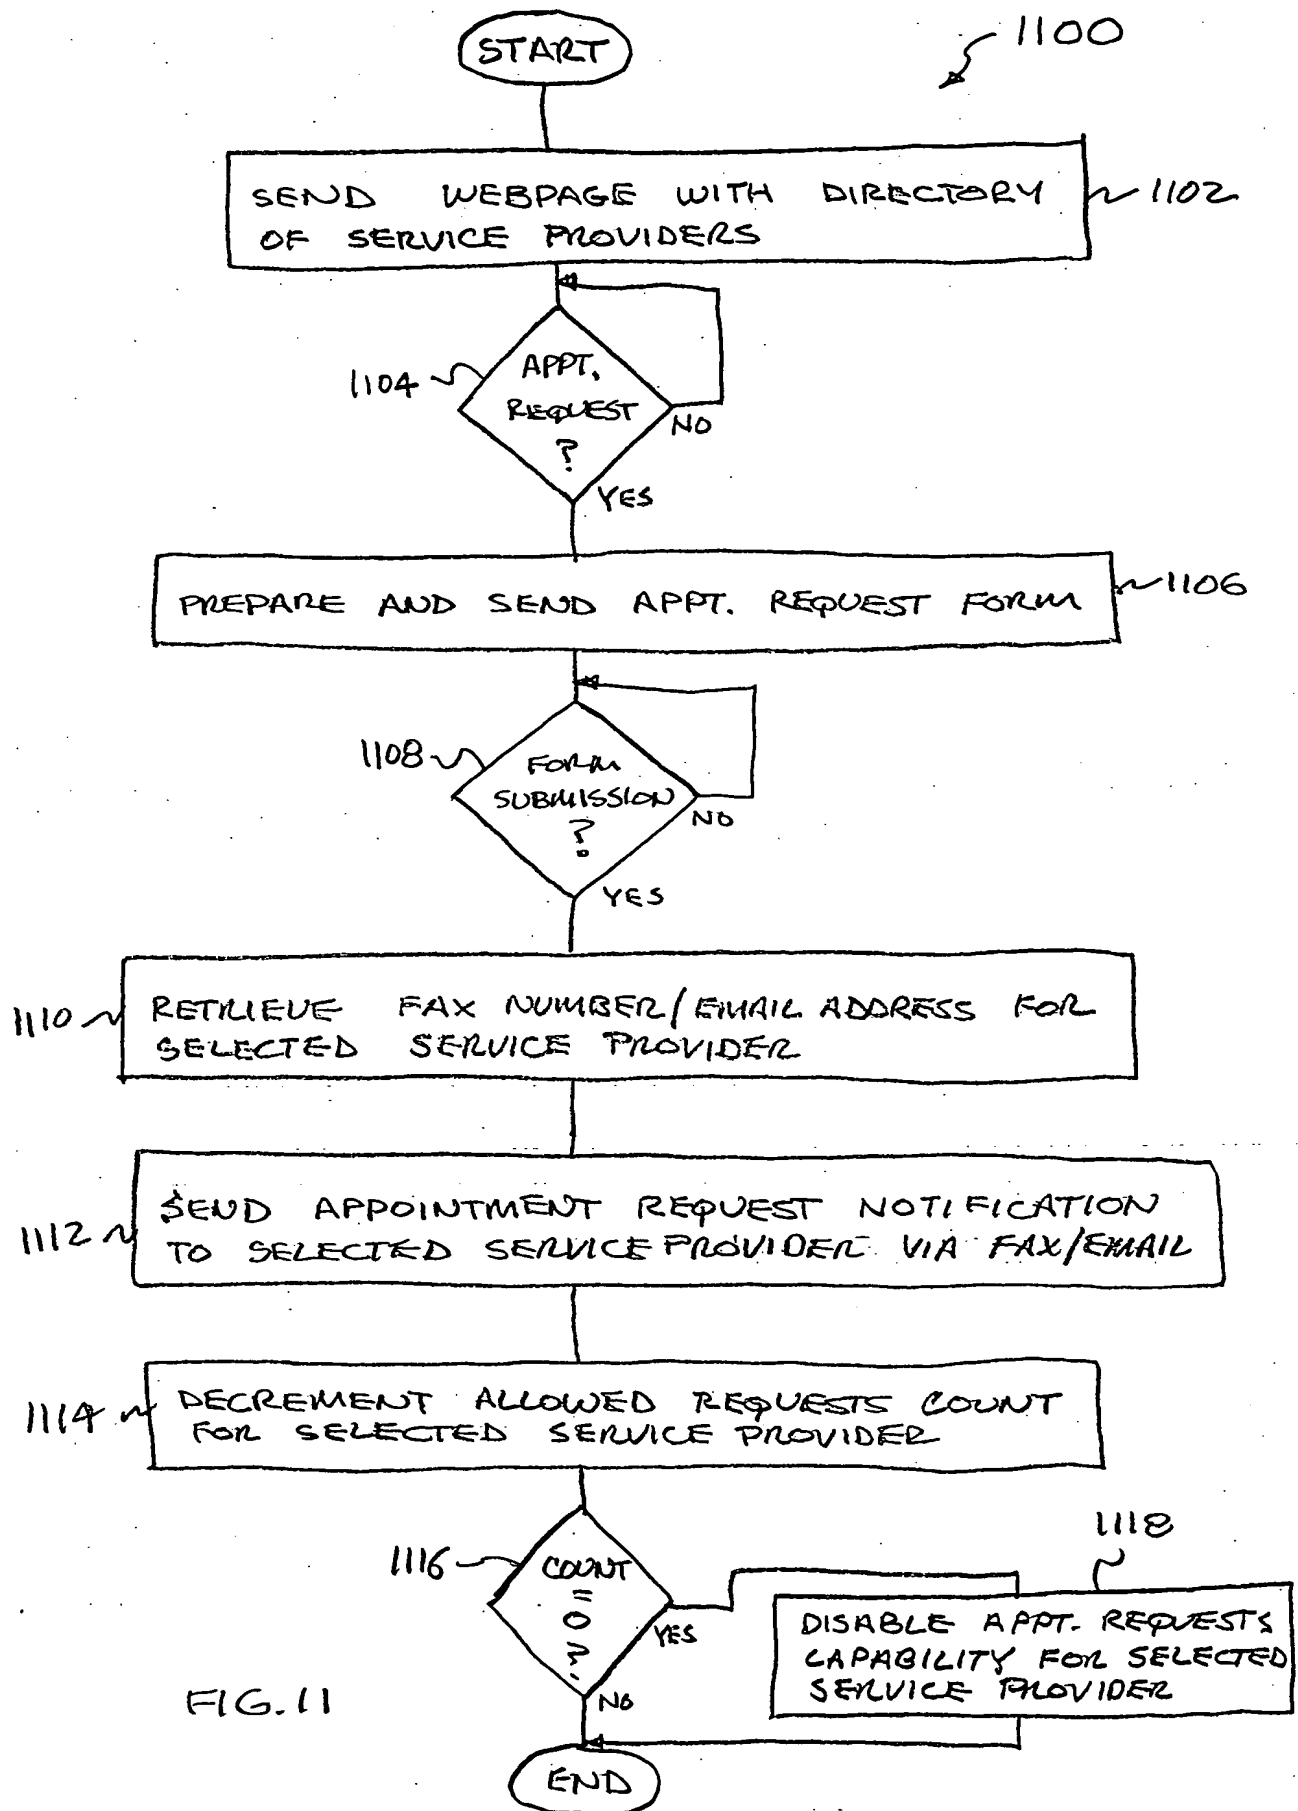 START
1100
SEND WEBPAGE WITH DIRECTORY
OF SERVICE PROVIDERS
1102
1104
APPT.
REQUEST
?
NO
YES
PREPARE AND SEND APPT. REQUEST FORM
1106
1108
FORM
SUBMISSION
?
NO
YES
1110
RETRIEVE FAX NUMBER/EMAIL ADDRESS FOR
SELECTED SERVICE PROVIDER
1112
SEND APPOINTMENT REQUEST NOTIFICATION
TO SELECTED SERVICE PROVIDER VIA FAX/EMAIL
1114
DECREMENT ALLOWED REQUESTS COUNT
FOR SELECTED SERVICE PROVIDER
1116
COUNT
=
0
?
YES
NO
1118
DISABLE APPT. REQUESTS
CAPABILITY FOR SELECTED
SERVICE PROVIDER
FIG. 11
END